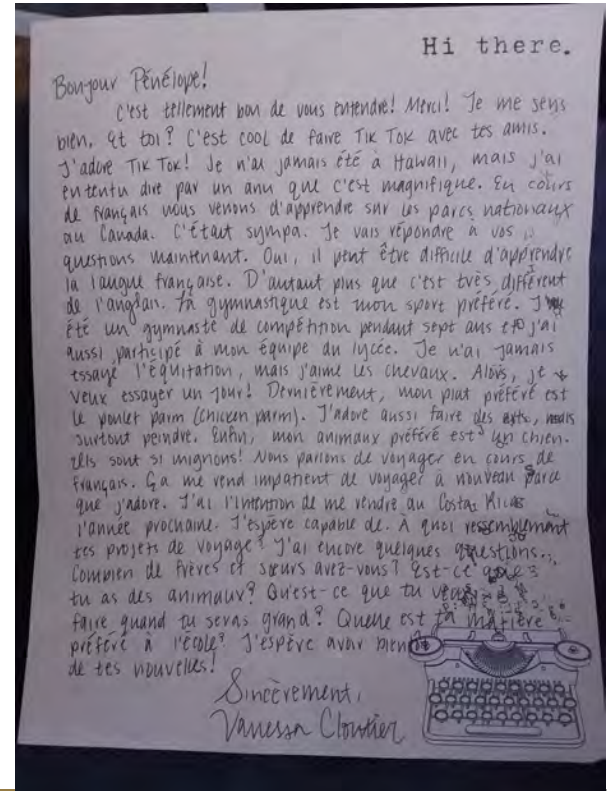 Hi there.
Bonjour Pénélope!
C'est tellement bon de vous entendre! Merci! Je me sens
bien, et toi? C'est cool de faire Tik Tok avec tes amis.
J'adore Tik Tok! Je n'ai jamais été à Hawaii, mais j'ai
entendu dire par un ami que c'est magnifique. En cours
de français nous venons d'apprendre sur les parcs nationaux
au Canada. C'était sympa. Je vais répondre à vos
questions maintenant. Oui, il peut être difficile d'apprendre
la langue française. D'autant plus que c'est très différent
de l'anglais. La gymnastique est mon sport préféré. J'ai
été un gymnaste de compétition pendant sept ans et j'ai
aussi participé à mon équipe du lycée. Je n'ai jamais
essayé l'équitation, mais j'aime les chevaux. Alors, je
veux essayer un jour! Dernièrement, mon plat préféré est
le poulet parm (chicken parm). J'adore aussi faire des arts, mais
surtout peindre. Enfin, mon animaux préféré est un chien.
Ils sont si mignons! Nous parlons de voyager en cours de
français. Ça me rend impatient de voyager à nouveau parce
que j'adore. J'ai l'intention de me rendre au Costa Rica
l'année prochaine. J'espère capable de. À quoi ressemblement
tes projets de voyage? J'ai encore quelques questions.
Combien de frères et sœurs avez-vous? Est-ce que
tu as des animaux? Qu'est-ce que tu veux
faire quand tu seras grand? Quelle est ta matière
préféré à l'école? J'espère avoir bien
de tes nouvelles!
Sincèrement,
Vanessa Cloutier